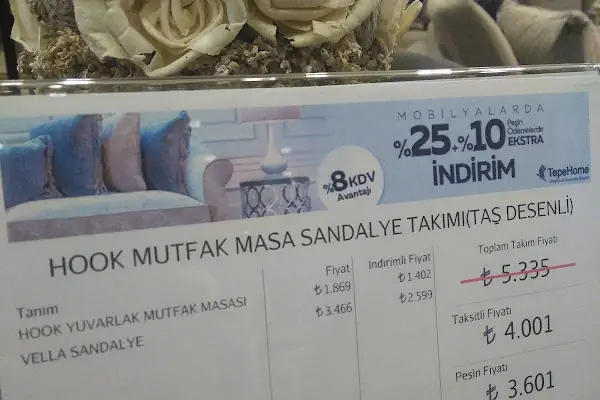 MOBİLYALARDA
%25+%10 Peşin Ödemelerde EKSTRA
İNDİRİM
%8 KDV
Avantajı
TepeHome
HOOK MUTFAK MASA SANDALYE TAKIMI(TAŞ DESENLİ)
Tanım Fiyat İndirimli Fiyat
HOOK YUVARLAK MUTFAK MASASI ₺1.869 ₺1.402
VELLA SANDALYE ₺3.466 ₺2.599
Toplam Takım Fiyatı
₺ 5.335
Taksitli Fiyatı
₺ 4.001
Peşin Fiyatı
₺ 3.601